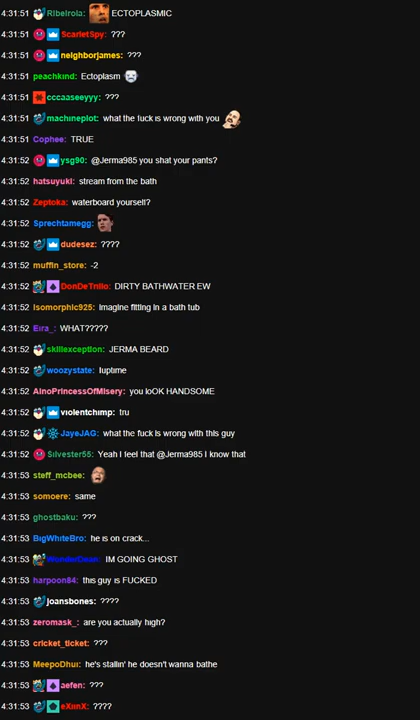 4:31:51 Ribelrola: ECTOPLASMIC
4:31:51 ScarletSpy: ???
4:31:51 neighborjames: ???
4:31:51 peachkind: Ectoplasm
4:31:51 cccaaseeyyy: ???
4:31:51 machineplot: what the fuck is wrong with you
4:31:51 Cophee: TRUE
4:31:52 ysg90: @Jerma985 you shat your pants?
4:31:52 hatsuyuki: stream from the bath
4:31:52 Zeptoka: waterboard yourself?
4:31:52 Sprechtamegg:
4:31:52 dudesez: ????
4:31:52 muffin_store: -2
4:31:52 DonDeTrillo: DIRTY BATHWATER EW
4:31:52 Isomorphic925: imagine fitting in a bath tub
4:31:52 Eira_: WHAT?????
4:31:52 skillexception: JERMA BEARD
4:31:52 woozystate: !uptime
4:31:52 AinoPrincessOfMisery: you loOK HANDSOME
4:31:52 violentchimp: tru
4:31:52 JayeJAG: what the fuck is wrong with this guy
4:31:52 Silvester55: Yeah I feel that @Jerma985 I know that
4:31:53 steff_mcbee:
4:31:53 somoere: same
4:31:53 ghostbaku: ???
4:31:53 BigWhiteBro: he is on crack...
4:31:53 WonderDean: IM GOING GHOST
4:31:53 harpoon84: this guy is FUCKED
4:31:53 joansbones: ????
4:31:53 zeromask_: are you actually high?
4:31:53 cricket_ticket: ???
4:31:53 MeepoDhui: he's stallin' he doesn't wanna bathe
4:31:53 aefen: ???
4:31:53 eXiinX: ????